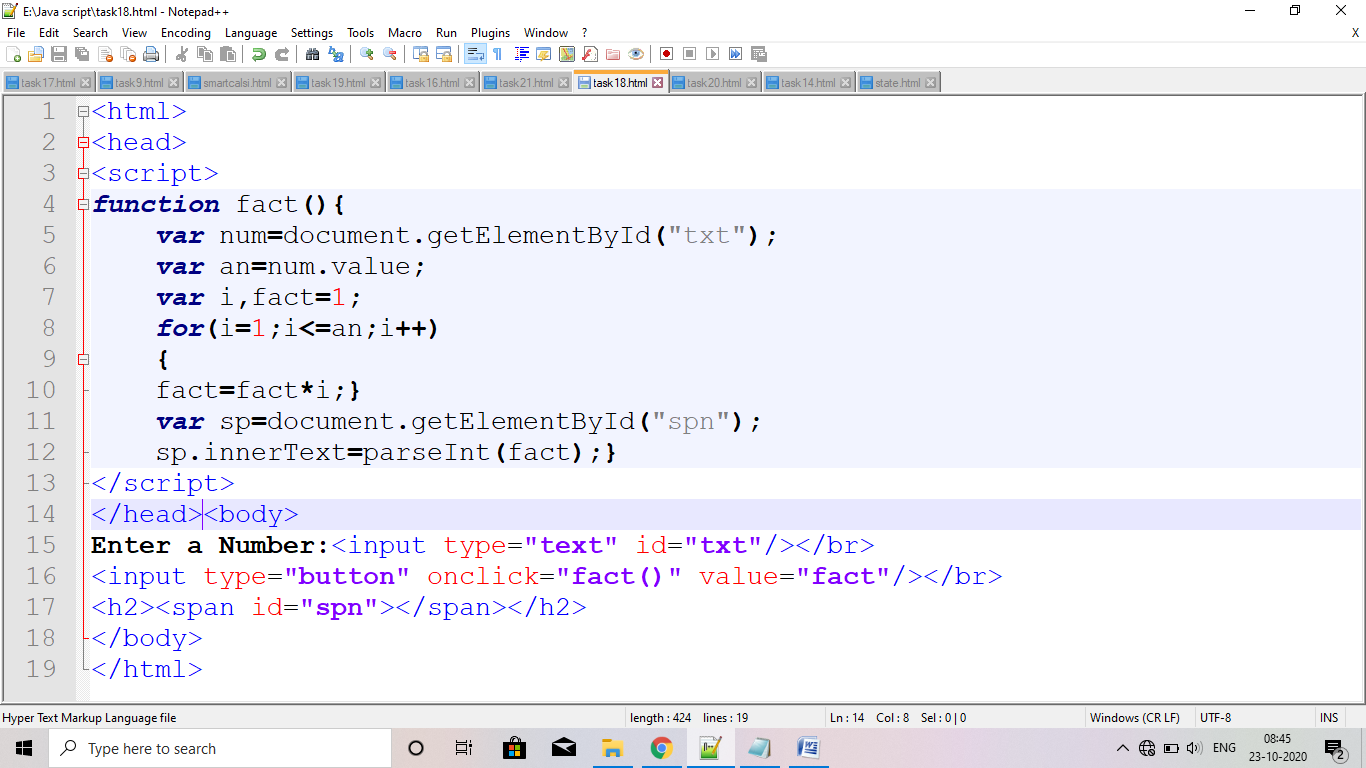 E:\Java script\task18.html - Notepad++
File Edit Search View Encoding Language Settings Tools Macro Run Plugins Window ? X
task17.html task9.html smartcalsi.html task19.html task16.html task21.html task18.html task20.html task14.html state.html
1 <html>
2 <head>
3 <script>
4 function fact(){
5 var num=document.getElementById("txt");
6 var an=num.value;
7 var i,fact=1;
8 for(i=1;i<=an;i++)
9 {
10 fact=fact*i;}
11 var sp=document.getElementById("spn");
12 sp.innerText=parseInt(fact);}
13 </script>
14 </head><body>
15 Enter a Number:<input type="text" id="txt"/></br>
16 <input type="button" onclick="fact()" value="fact"/></br>
17 <h2><span id="spn"></span></h2>
18 </body>
19 </html>
Hyper Text Markup Language file length : 424 lines : 19 Ln : 14 Col : 8 Sel : 0 | 0 Windows (CR LF) UTF-8 INS
Type here to search ENG 08:45
23-10-2020 2